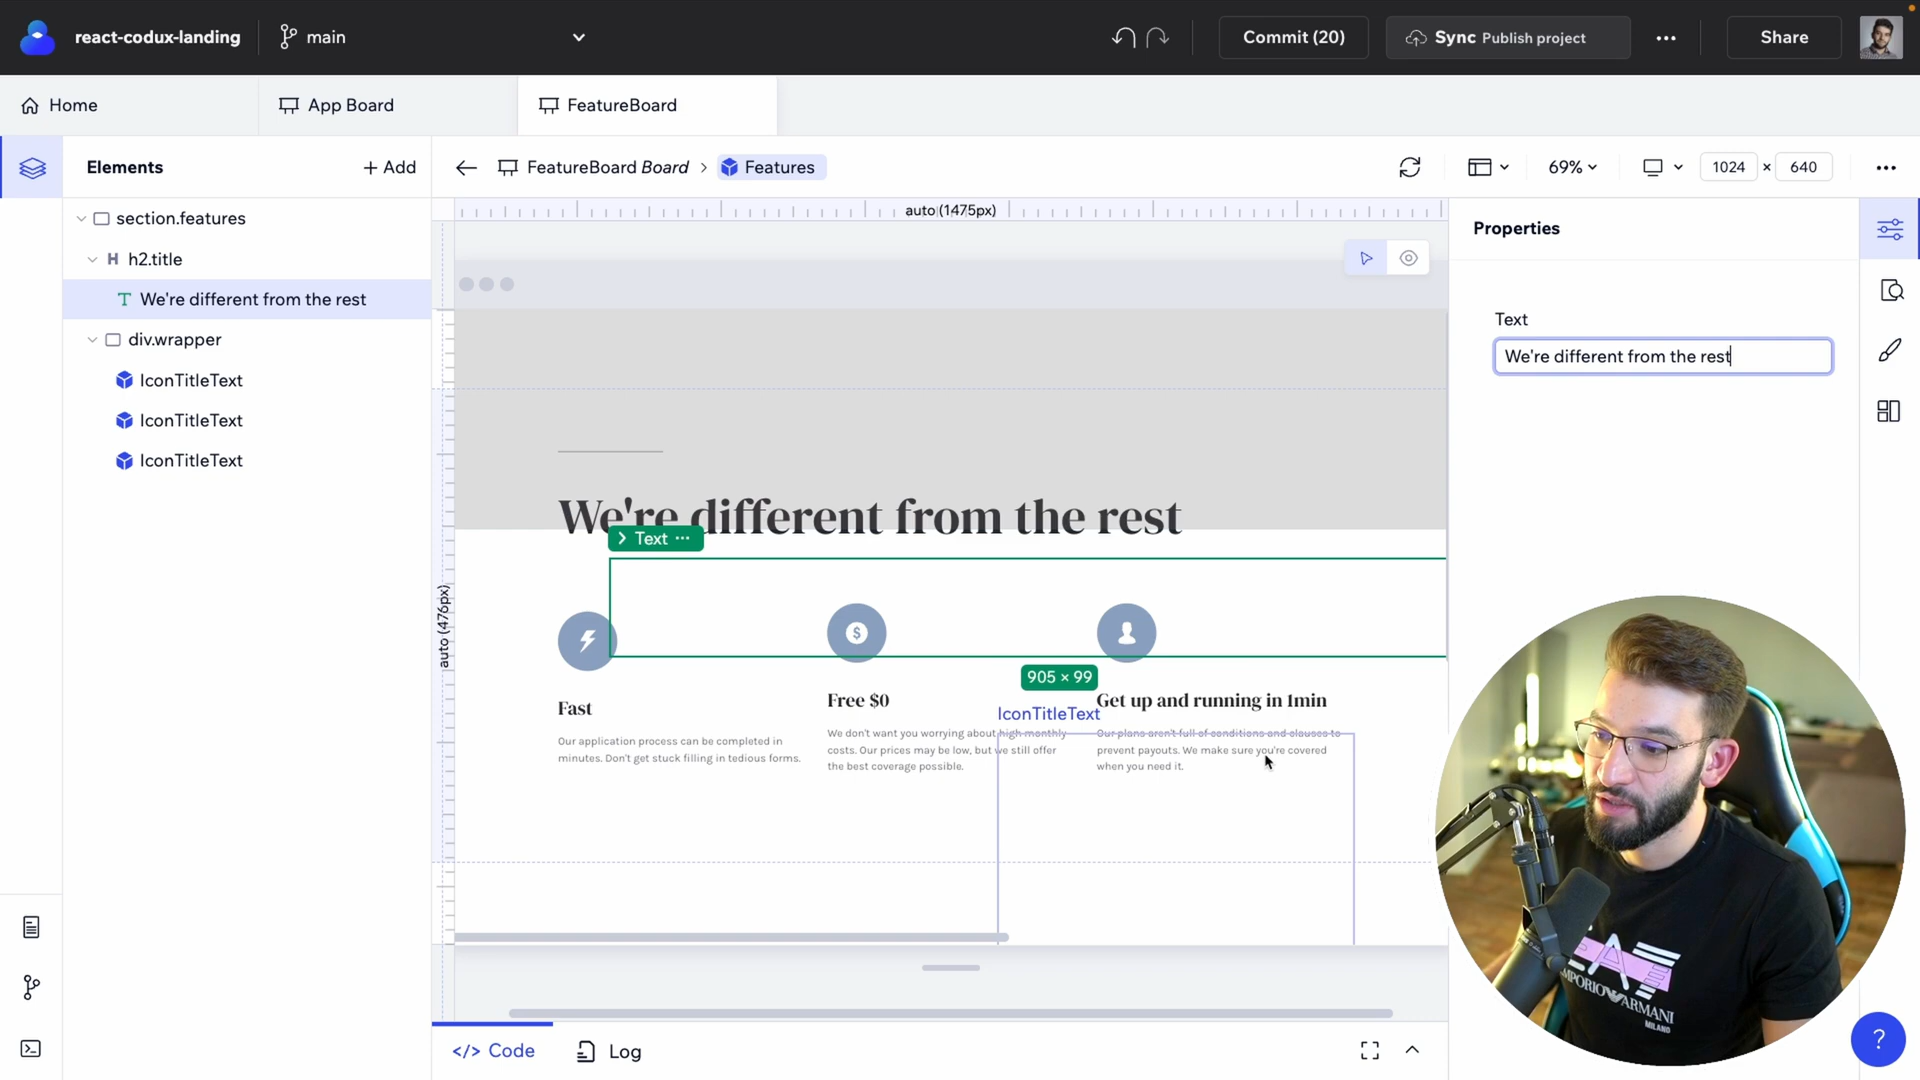 react-codux-landing
main
Commit (20)
Sync Publish project
Share
Home
App Board
FeatureBoard
Elements
+ Add
FeatureBoard Board > Features
69%
1024 × 640
section.features
h2.title
We're different from the rest
div.wrapper
IconTitleText
IconTitleText
IconTitleText
auto (1475px)
auto (476px)
Properties
Text
We're different from the rest
We're different from the rest
> Text ...
905 × 99
IconTitleText
Fast
Our application process can be completed in
minutes. Don't get stuck filling in tedious forms.
Free $0
We don't want you worrying about high monthly
costs. Our prices may be low, but we still offer
the best coverage possible.
Get up and running in 1min
Our plans aren't full of conditions and clauses to
prevent payouts. We make sure you're covered
when you need it.
</> Code
Log
EMPORIO ARMANI
MILANO
?